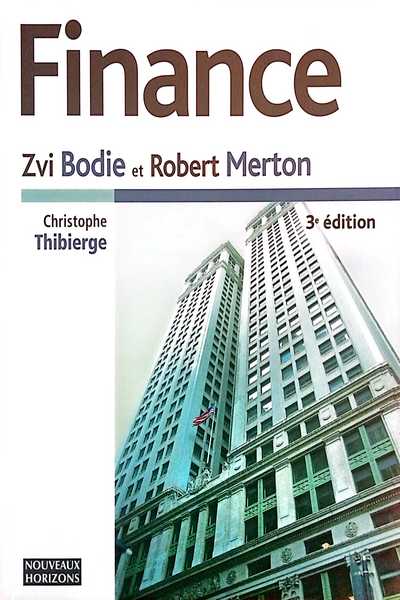 Finance
Zvi Bodie et Robert Merton
Christophe
Thibierge
3e édition
NOUVEAUX
HORIZONS